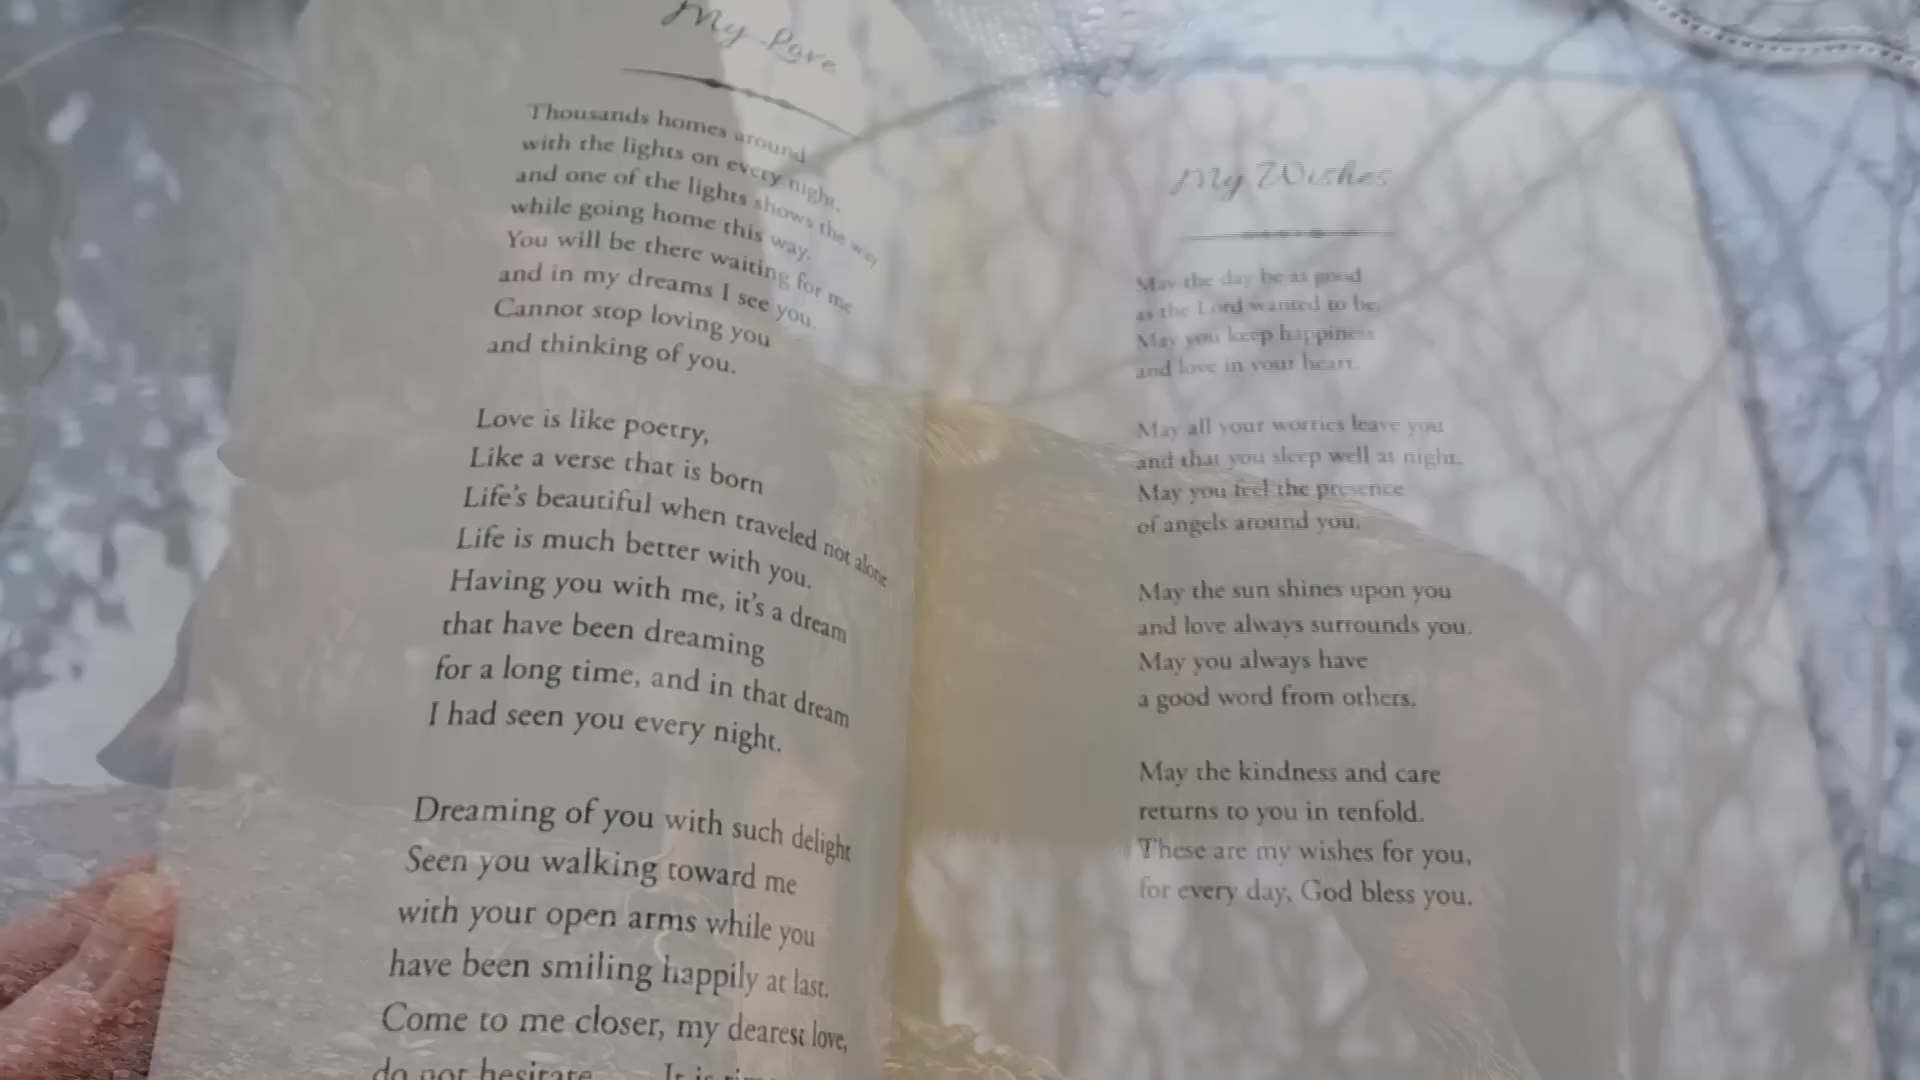 My Love
Thousands homes around
with the lights on every night,
and one of the lights shows the way
while going home this way.
You will be there waiting for me
and in my dreams I see you.
Cannot stop loving you
and thinking of you.
Love is like poetry,
Like a verse that is born
Life's beautiful when traveled not alone
Life is much better with you.
Having you with me, it's a dream
that have been dreaming
for a long time, and in that dream
I had seen you every night.
Dreaming of you with such delight
Seen you walking toward me
with your open arms while you
have been smiling happily at last.
Come to me closer, my dearest love,
do not hesitate
My Wishes
May the day be as good
as the Lord wanted to be.
May you keep happiness
and love in your heart.
May all your worries leave you
and that you sleep well at night.
May you feel the presence
of angels around you.
May the sun shines upon you
and love always surrounds you.
May you always have
a good word from others.
May the kindness and care
returns to you in tenfold.
These are my wishes for you,
for every day, God bless you.